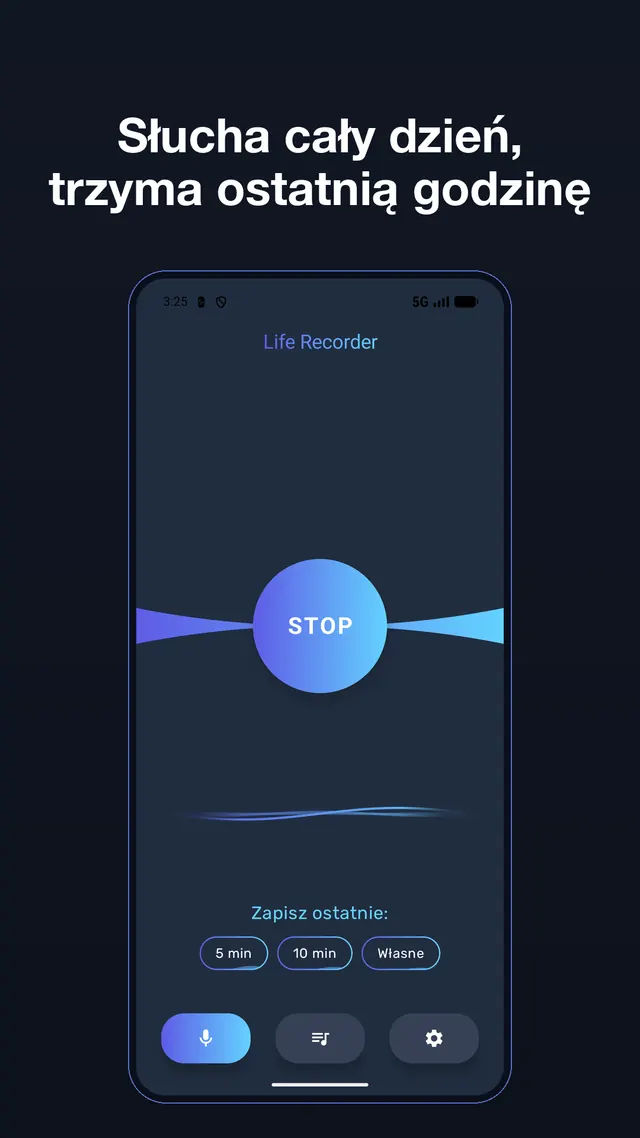 Słucha cały dzień,
trzyma ostatnią godzinę
3:25
5G
Life Recorder
STOP
Zapisz ostatnie:
5 min
10 min
Własne